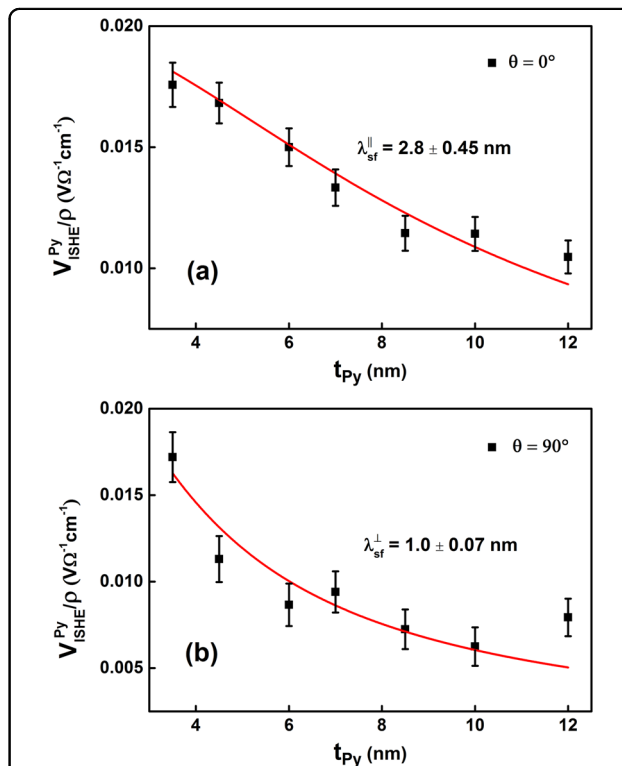 0.020
0.015
0.010
V^Py_ISHE/ρ (VΩ⁻¹cm⁻¹)
■ θ = 0°
λ^∥_sf = 2.8 ± 0.45 nm
(a)
4 6 8 10 12
t_Py (nm)
0.020
0.015
0.010
0.005
V^Py_ISHE/ρ (VΩ⁻¹cm⁻¹)
■ θ = 90°
λ^⊥_sf = 1.0 ± 0.07 nm
(b)
4 6 8 10 12
t_Py (nm)